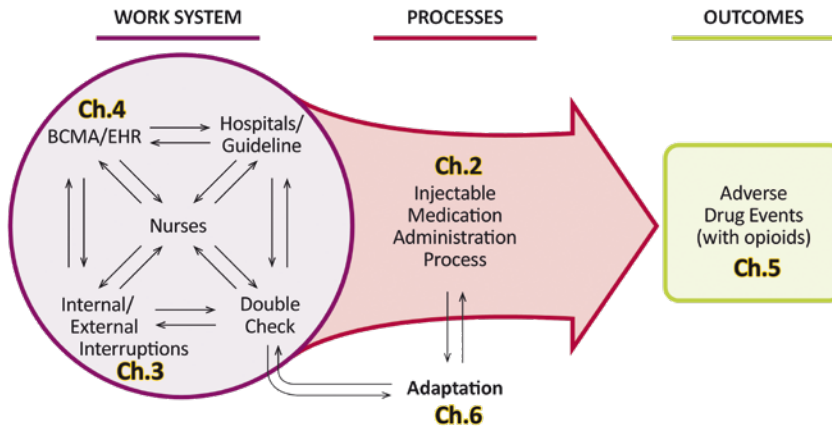 WORK SYSTEM
PROCESSES
OUTCOMES
Ch.4
BCMA/EHR
Hospitals/
Guideline
Nurses
Internal/
External
Interruptions
Ch.3
Double
Check
Ch.2
Injectable
Medication
Administration
Process
Adaptation
Ch.6
Adverse
Drug Events
(with opioids)
Ch.5